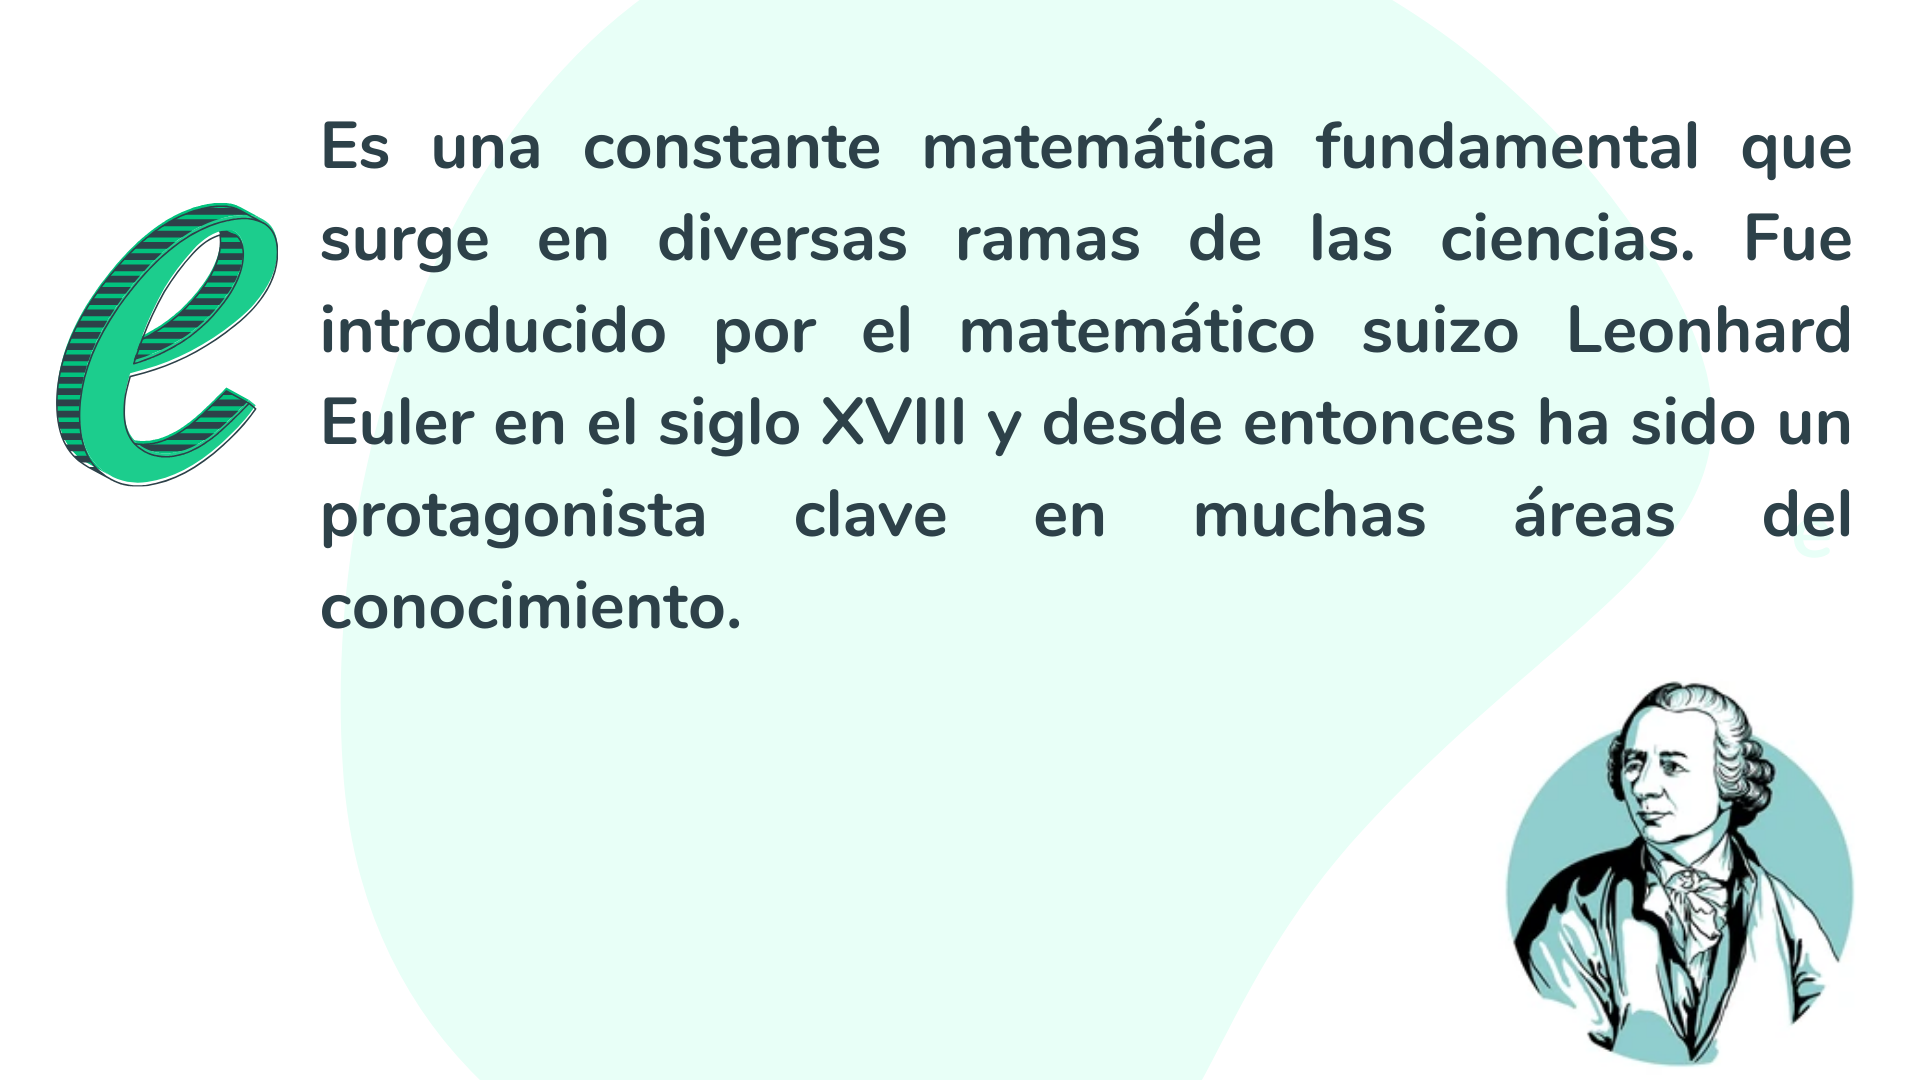 e
Es una constante matemática fundamental que
surge en diversas ramas de las ciencias. Fue
introducido por el matemático suizo Leonhard
Euler en el siglo XVIII y desde entonces ha sido un
protagonista clave en muchas áreas del
conocimiento.
e